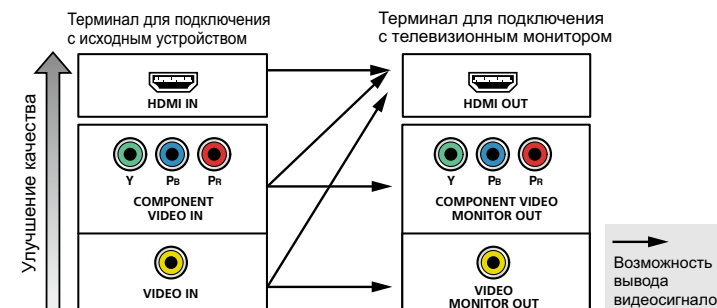 Терминал для подключения
с исходным устройством
Терминал для подключения
с телевизионным монитором
Улучшение качества
HDMI IN
HDMI OUT
Y PB PR
COMPONENT
VIDEO IN
Y PB PR
COMPONENT VIDEO
MONITOR OUT
VIDEO IN
VIDEO
MONITOR OUT
Возможность
вывода
видеосигнало